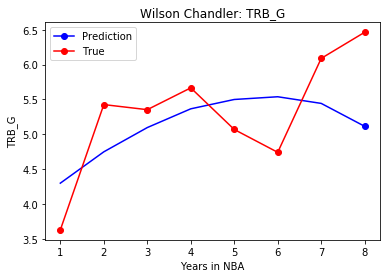 Wilson Chandler: TRB_G
Prediction
True
6.5
6.0
5.5
5.0
4.5
4.0
3.5
TRB_G
1 2 3 4 5 6 7 8
Years in NBA